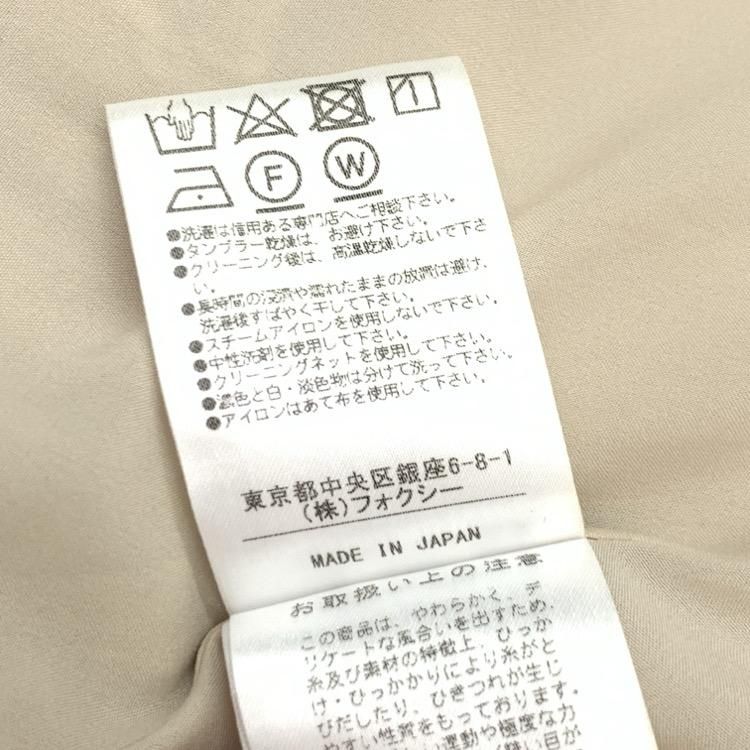 F W
●洗濯は信用ある専門店へご相談下さい。
●タンブラー乾燥は、お避け下さい。
●クリーニング後は、高温乾燥しないで下さ
い。
●長時間の浸漬や濡れたままの放置は避け、
洗濯後すばやく干して下さい。
●スチームアイロンを使用しないで下さい。
●中性洗剤を使用して下さい。
●クリーニングネットを使用して下さい。
●濃色と白・淡色物は分けて洗って下さい。
●アイロンはあて布を使用して下さい。
東京都中央区銀座6-8-1
(株)フォクシー
MADE IN JAPAN
お取扱い上の注意
この商品は、やわらかく、デ
リケートな風合いを出すため、
糸及び素材の特徴上、ひっか
け・ひっかかりにより糸がと
びだしたり、ひきつれが生じ
やすい性質をもっております。
運動や極度な力
目が